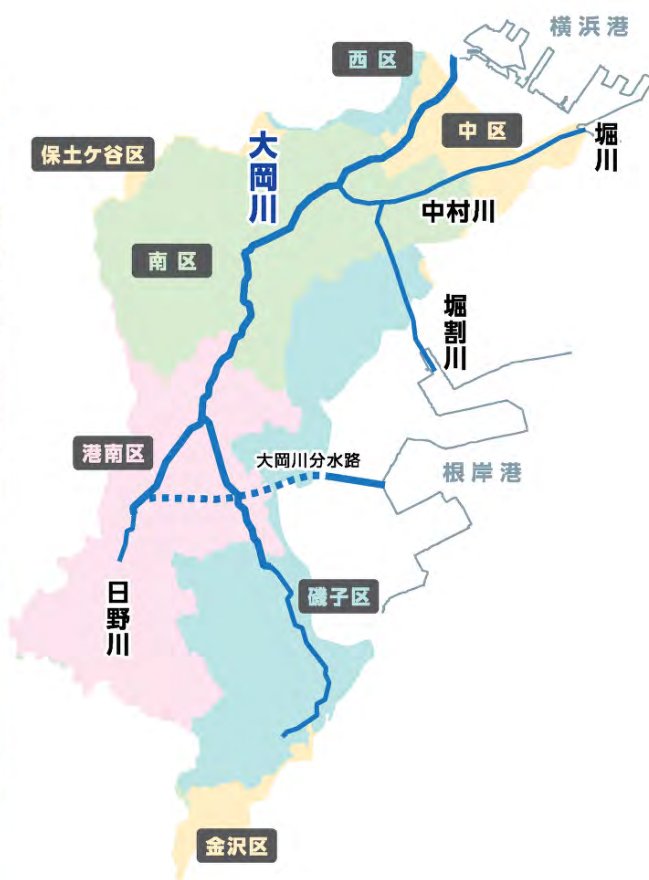 横浜港
西区
中区
堀川
保土ケ谷区
大岡川
中村川
南区
堀割川
港南区
大岡川分水路
根岸港
日野川
磯子区
金沢区